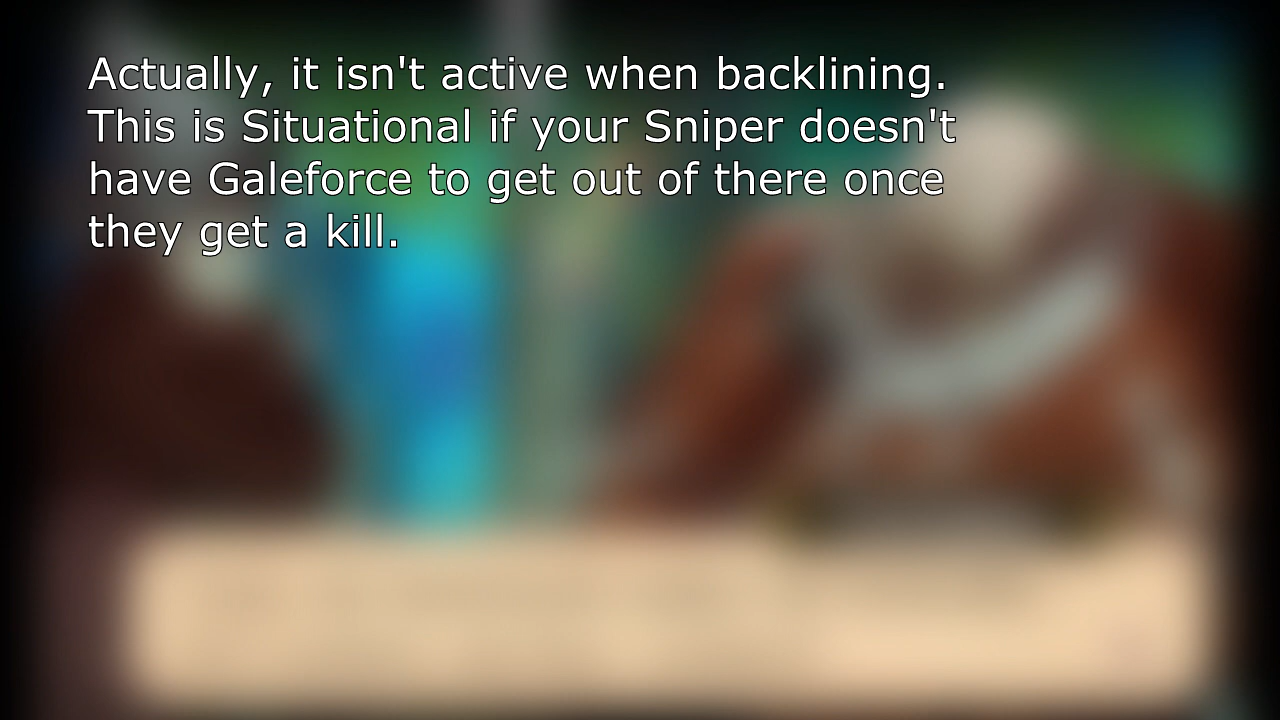 Actually, it isn't active when backlining.
This is Situational if your Sniper doesn't
have Galeforce to get out of there once
they get a kill.